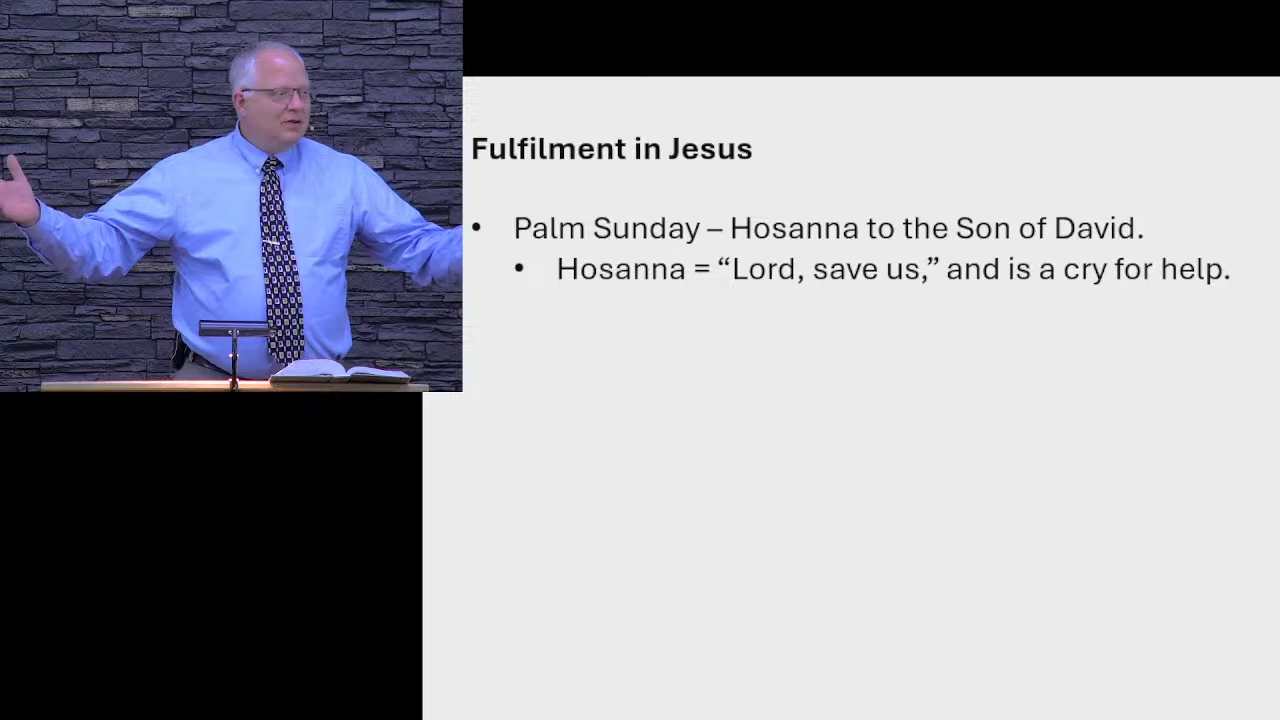 Fulfilment in Jesus
• Palm Sunday – Hosanna to the Son of David.
• Hosanna = “Lord, save us,” and is a cry for help.